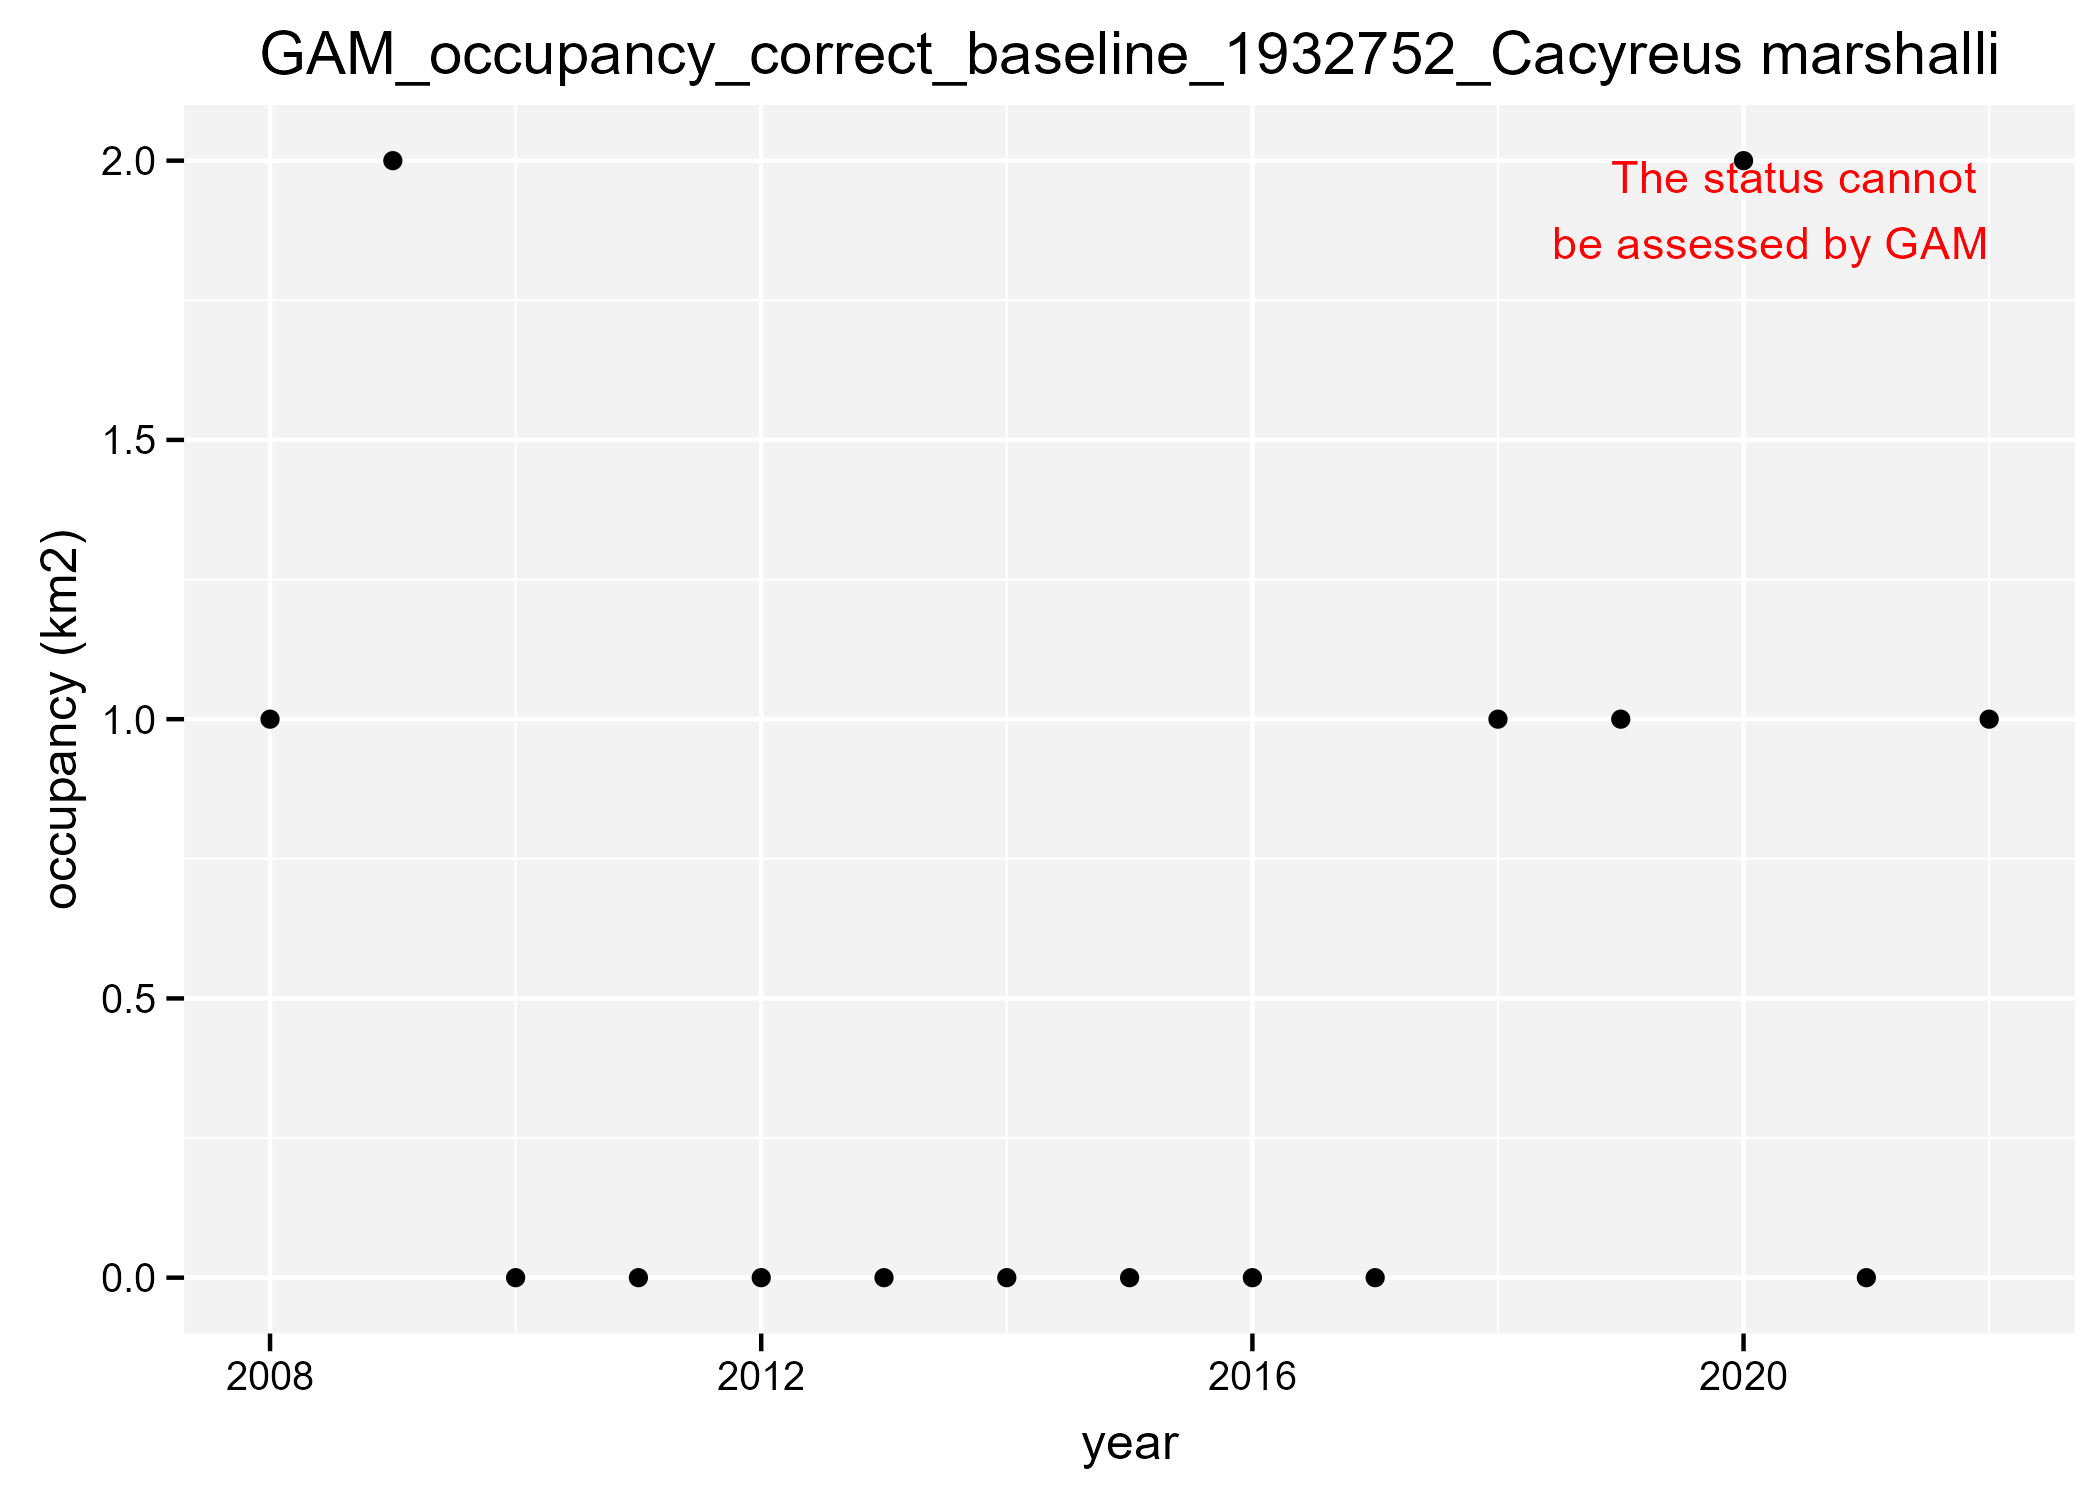 GAM_occupancy_correct_baseline_1932752_Cacyreus marshalli
The status cannot
be assessed by GAM
occupancy (km2)
2.0
1.5
1.0
0.5
0.0
2008 2012 2016 2020
year